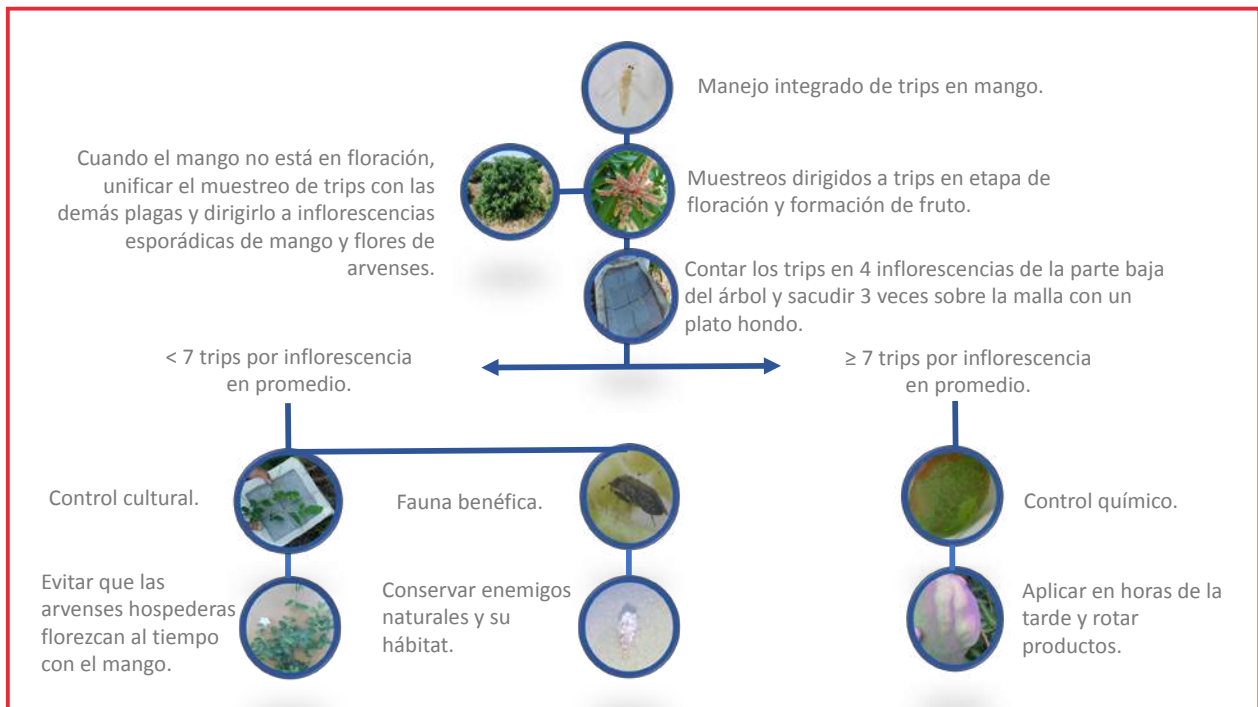 Manejo integrado de trips en mango.
Cuando el mango no está en floración,
unificar el muestreo de trips con las
demás plagas y dirigirlo a inflorescencias
esporádicas de mango y flores de
arvenses.
Muestreos dirigidos a trips en etapa de
floración y formación de fruto.
Contar los trips en 4 inflorescencias de la parte baja
del árbol y sacudir 3 veces sobre la malla con un
plato hondo.
< 7 trips por inflorescencia
en promedio.
≥ 7 trips por inflorescencia
en promedio.
Control cultural.
Fauna benéfica.
Control químico.
Evitar que las
arvenses hospederas
florezcan al tiempo
con el mango.
Conservar enemigos
naturales y su
hábitat.
Aplicar en horas de la
tarde y rotar
productos.